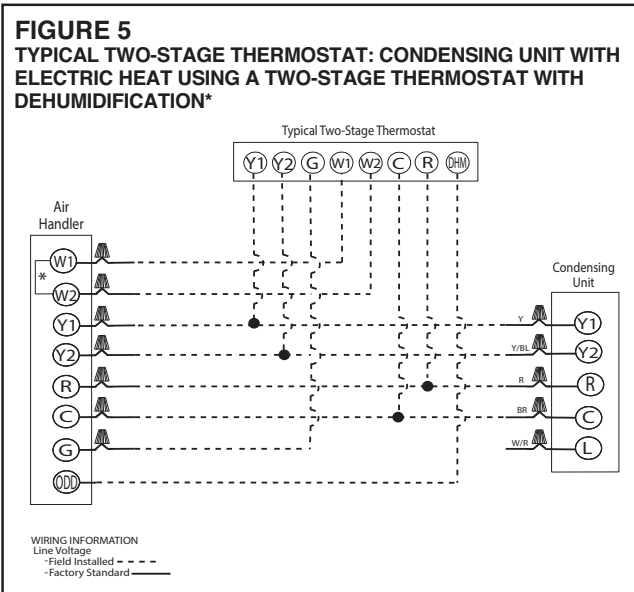 FIGURE 5
TYPICAL TWO-STAGE THERMOSTAT: CONDENSING UNIT WITH
ELECTRIC HEAT USING A TWO-STAGE THERMOSTAT WITH
DEHUMIDIFICATION*
Typical Two-Stage Thermostat
Y1 Y2 G W1 W2 C R DHM
Air
Handler
W1
*
W2
Y1
Y2
R
C
G
ODD
Condensing
Unit
Y Y1
Y/BL Y2
R R
BR C
W/R L
WIRING INFORMATION
Line Voltage
-Field Installed
-Factory Standard